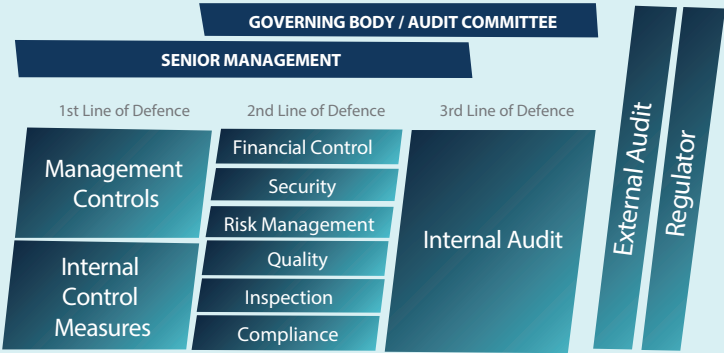 GOVERNING BODY / AUDIT COMMITTEE
SENIOR MANAGEMENT
1st Line of Defence
2nd Line of Defence
3rd Line of Defence
Management
Controls
Internal
Control
Measures
Financial Control
Security
Risk Management
Quality
Inspection
Compliance
Internal Audit
External Audit
Regulator